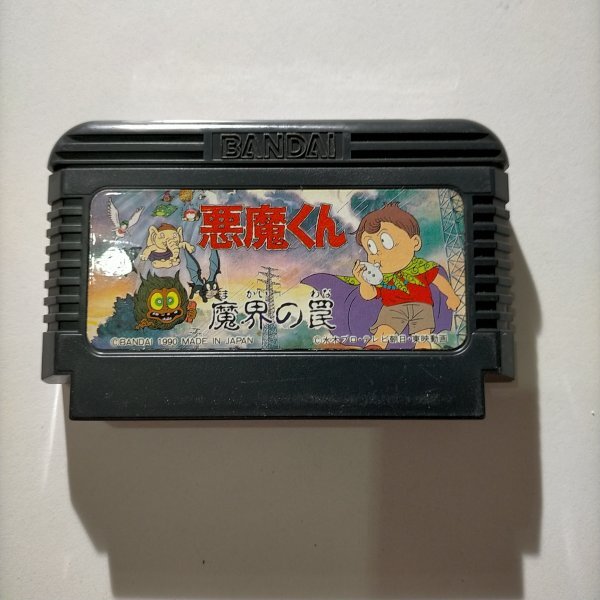 BANDAI
悪魔くん
ま かい わな
魔界の罠
©BANDAI 1990 MADE IN JAPAN
©水木プロ・テレビ朝日・東映動画